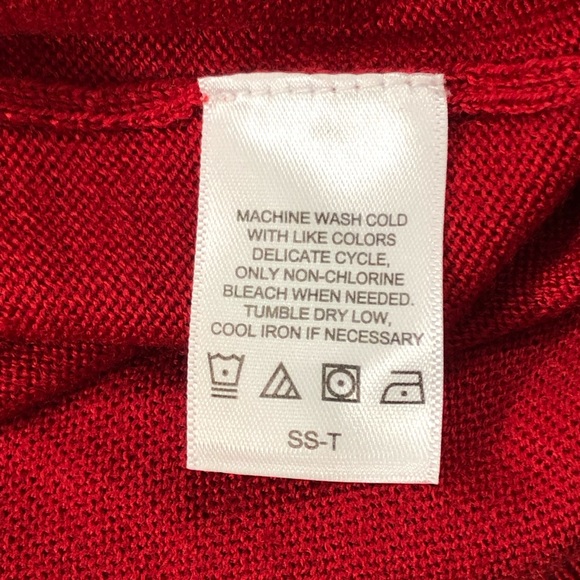 MACHINE WASH COLD
WITH LIKE COLORS
DELICATE CYCLE,
ONLY NON-CHLORINE
BLEACH WHEN NEEDED.
TUMBLE DRY LOW,
COOL IRON IF NECESSARY
SS-T